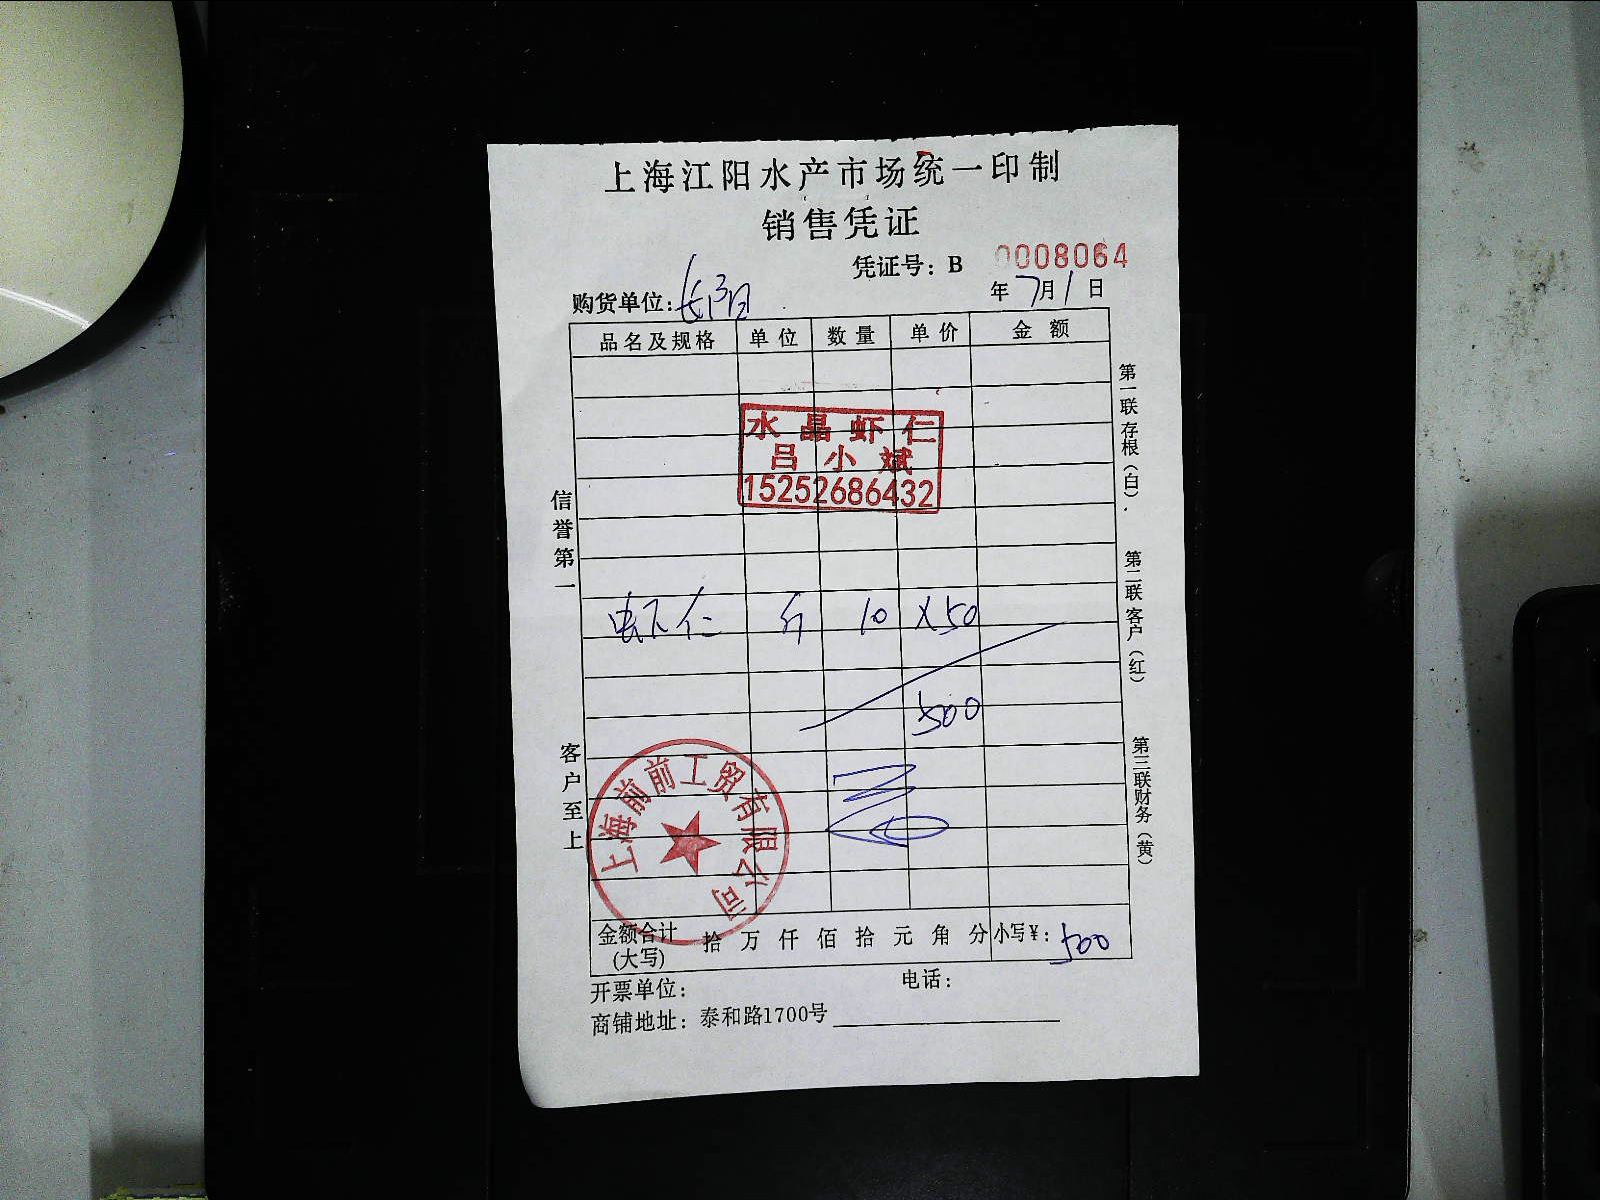 上海江阳水产市场统一印制
销售凭证
凭证号：B 0008064
购货单位：长阳
年7月1日
品名及规格 单位 数量 单价 金额
水晶虾仁
吕小斌
15252686432
虾仁 斤 10 X50
500
信誉第一
客户至上
第一联存根（白）
第二联客户（红）
第三联财务（黄）
上海前前工贸有限公司
金额合计(大写) 拾 万 仟 佰 拾 元 角 分 小写¥：500
开票单位： 电话：
商铺地址：泰和路1700号